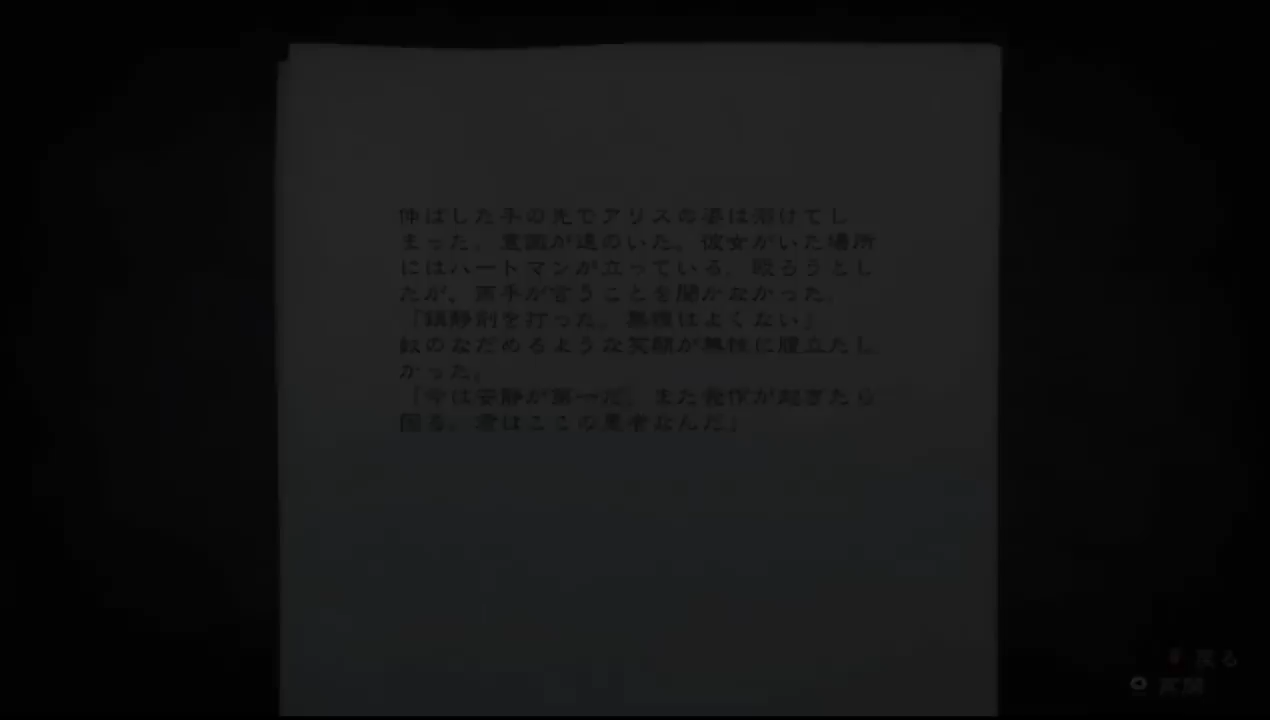 伸ばした手の先でアリスの姿は溶けてし
まった。意識が遠のいた。彼女がいた場所
にはハートマンが立っている。殴ろうとし
たが、両手が言うことを聞かなかった。
「鎮静剤を打った。無理はよくない」
奴のなだめるような笑顔が無性に腹立たし
かった。
「今は安静が第一だ。また発作が起きたら
困る。君はここの患者なんだ」
戻る
再開